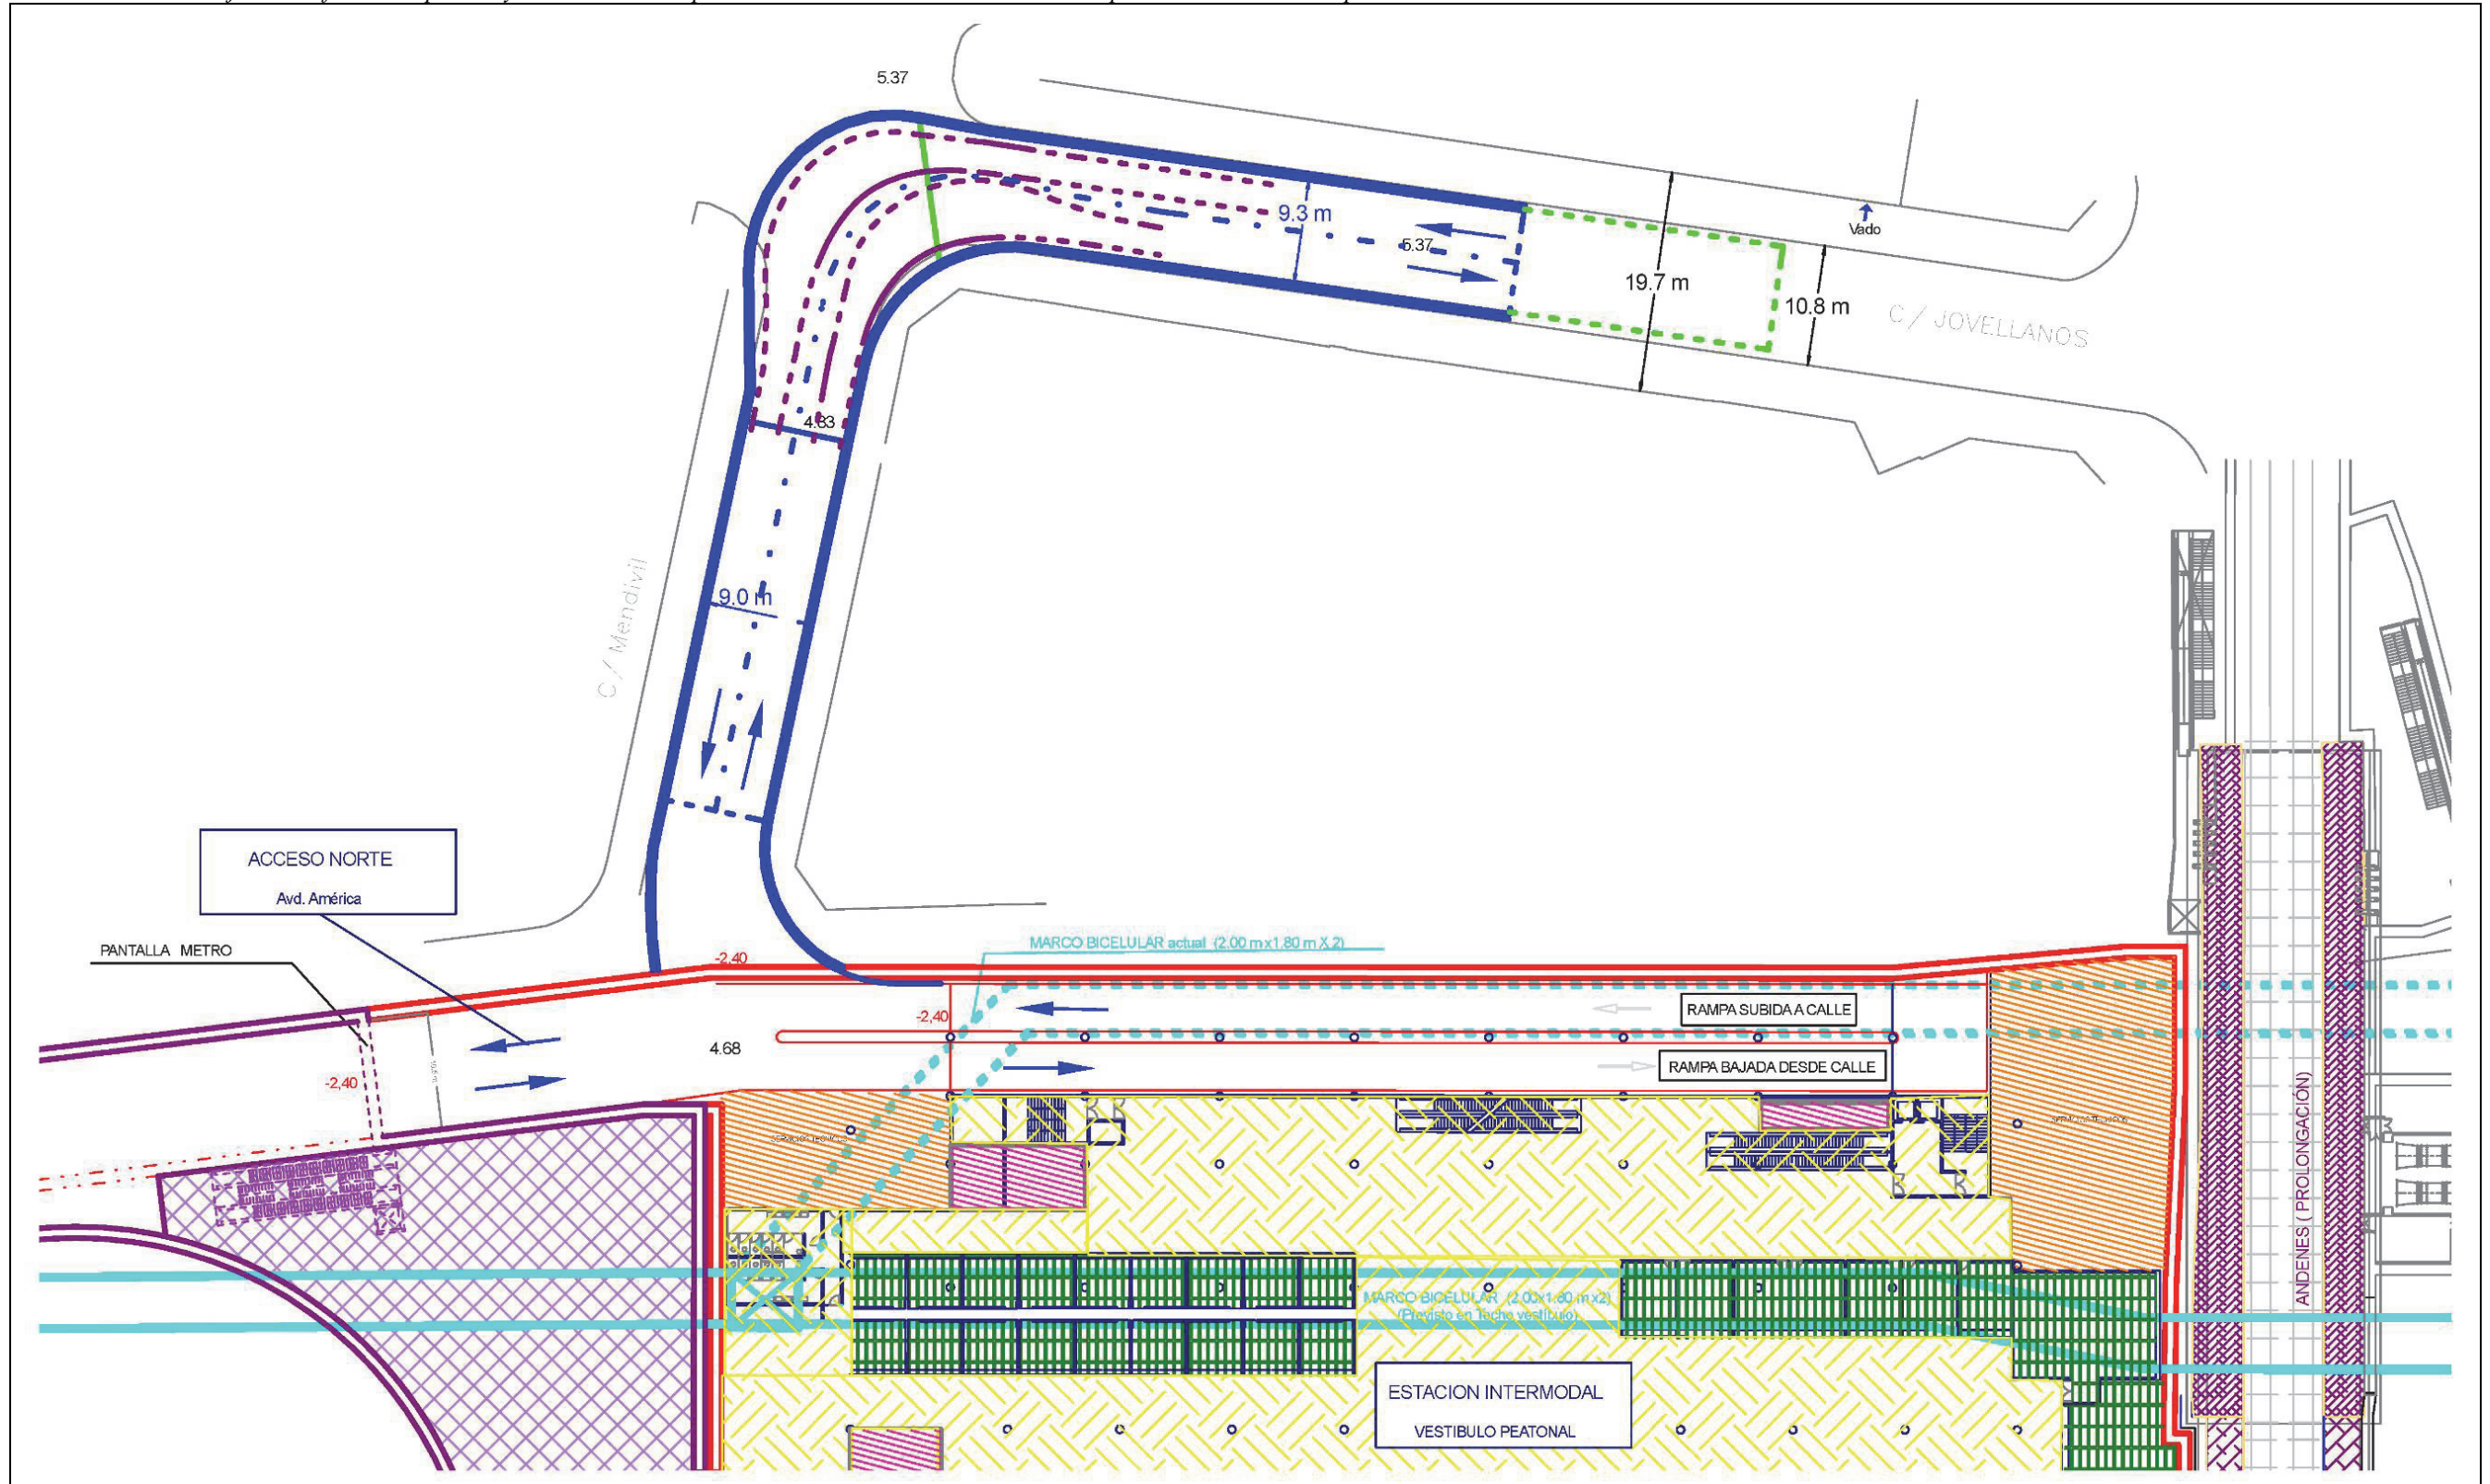 5.37
9.3 m
5.37
Vado
19.7 m
10.8 m
C/ JOVELLANOS
4.83
9.0 m
C/ Mendivil
ACCESO NORTE
Avd. América
PANTALLA METRO
MARCO BICELULAR actual (2.00 m x1.80 m X 2)
-2.40
-2,40
RAMPA SUBIDA A CALLE
4.68
RAMPA BAJADA DESDE CALLE
-2,40
ANDENES ( PROLONGACIÓN)
MARCO BICELULAR (2,00x1.80 mx2)
(Previsto en Techo vestíbulo)
ESTACION INTERMODAL
VESTIBULO PEATONAL